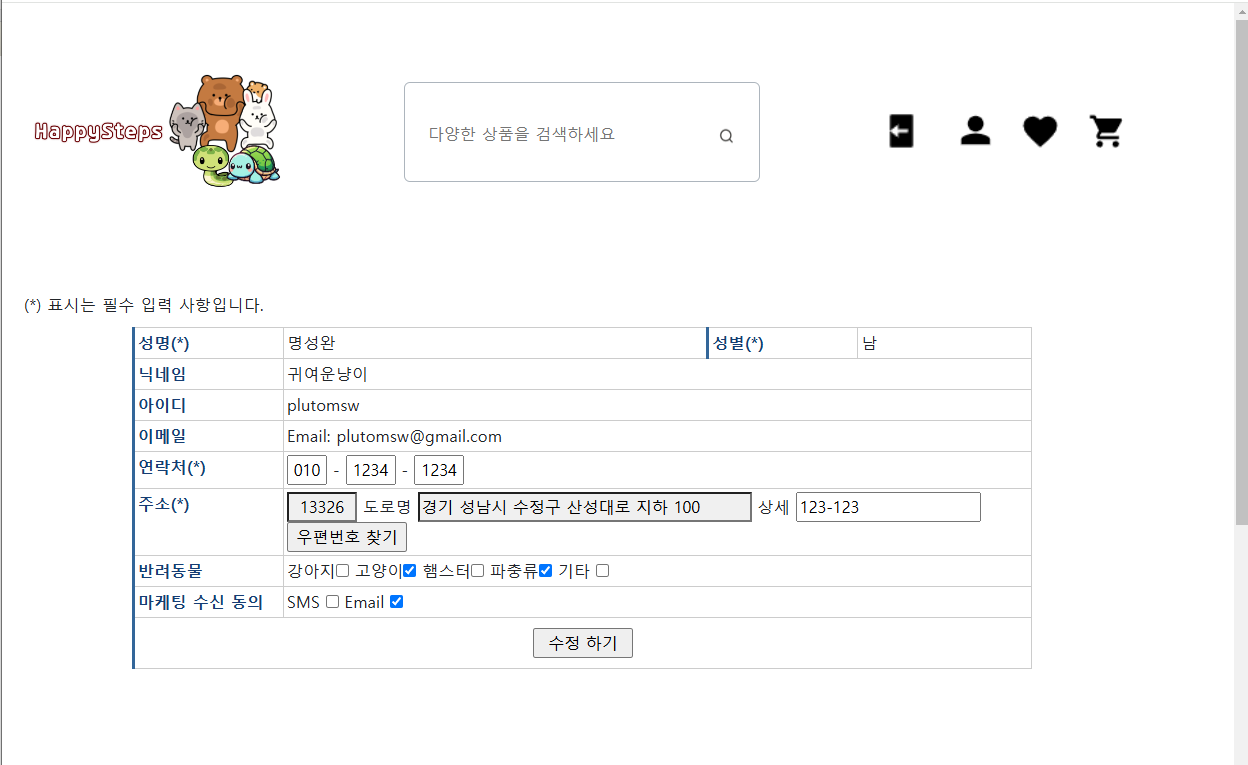 HappySteps
다양한 상품을 검색하세요
(*) 표시는 필수 입력 사항입니다.
성명(*) 명성완 성별(*) 남
닉네임 귀여운냥이
아이디 plutomsw
이메일 Email: plutomsw@gmail.com
연락처(*) 010 - 1234 - 1234
주소(*) 13326 도로명 경기 성남시 수정구 산성대로 지하 100 상세 123-123
우편번호 찾기
반려동물 강아지 고양이 햄스터 파충류 기타
마케팅 수신 동의 SMS Email
수정 하기